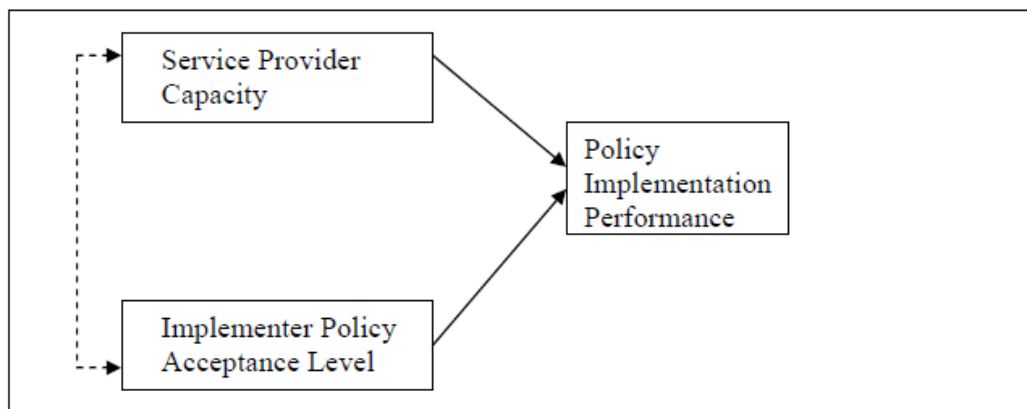 Service Provider
Capacity
Policy
Implementation
Performance
Implementer Policy
Acceptance Level